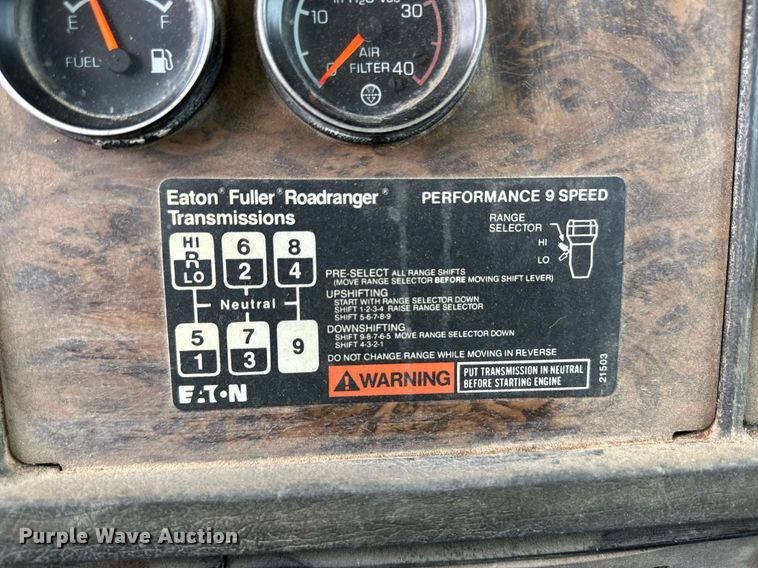 E F
FUEL
10 30
AIR
FILTER
0 40
Eaton® Fuller® Roadranger®
Transmissions
PERFORMANCE 9 SPEED
RANGE
SELECTOR
HI
LO
HI R LO
6 2
8 4
Neutral
5 1
7 3
9
PRE-SELECT ALL RANGE SHIFTS
(MOVE RANGE SELECTOR BEFORE MOVING SHIFT LEVER)
UPSHIFTING
START WITH RANGE SELECTOR DOWN
SHIFT 1-2-3-4 RAISE RANGE SELECTOR
SHIFT 5-6-7-8-9
DOWNSHIFTING
SHIFT 9-8-7-6-5 MOVE RANGE SELECTOR DOWN
SHIFT 4-3-2-1
DO NOT CHANGE RANGE WHILE MOVING IN REVERSE
WARNING
PUT TRANSMISSION IN NEUTRAL
BEFORE STARTING ENGINE
EATON
21503
Purple Wave Auction